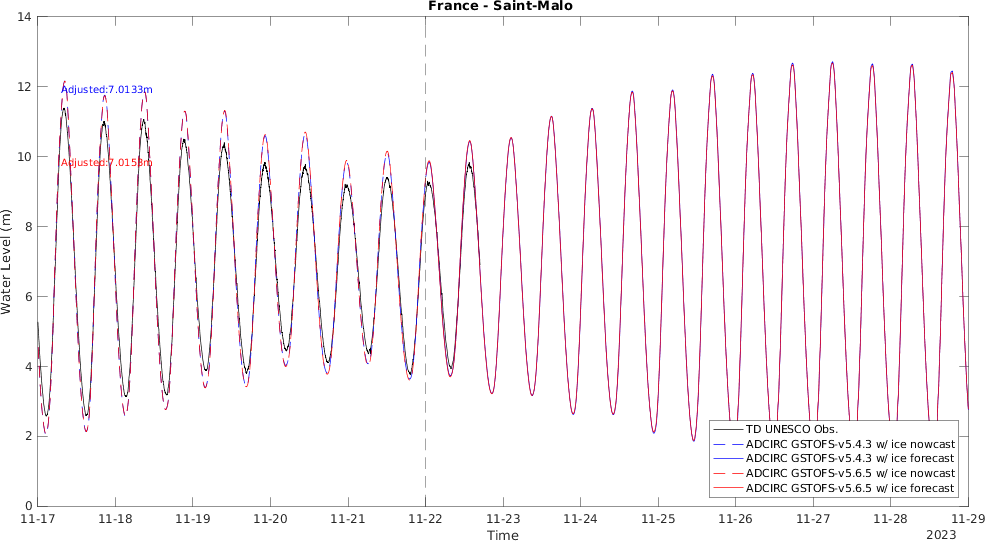 France - Saint-Malo
14
12
10
8
6
4
2
0
Water Level (m)
Adjusted:7.0133m
Adjusted:7.0153m
TD UNESCO Obs.
ADCIRC GSTOFS-v5.4.3 w/ ice nowcast
ADCIRC GSTOFS-v5.4.3 w/ ice forecast
ADCIRC GSTOFS-v5.6.5 w/ ice nowcast
ADCIRC GSTOFS-v5.6.5 w/ ice forecast
11-17 11-18 11-19 11-20 11-21 11-22 11-23 11-24 11-25 11-26 11-27 11-28 11-29
Time
2023